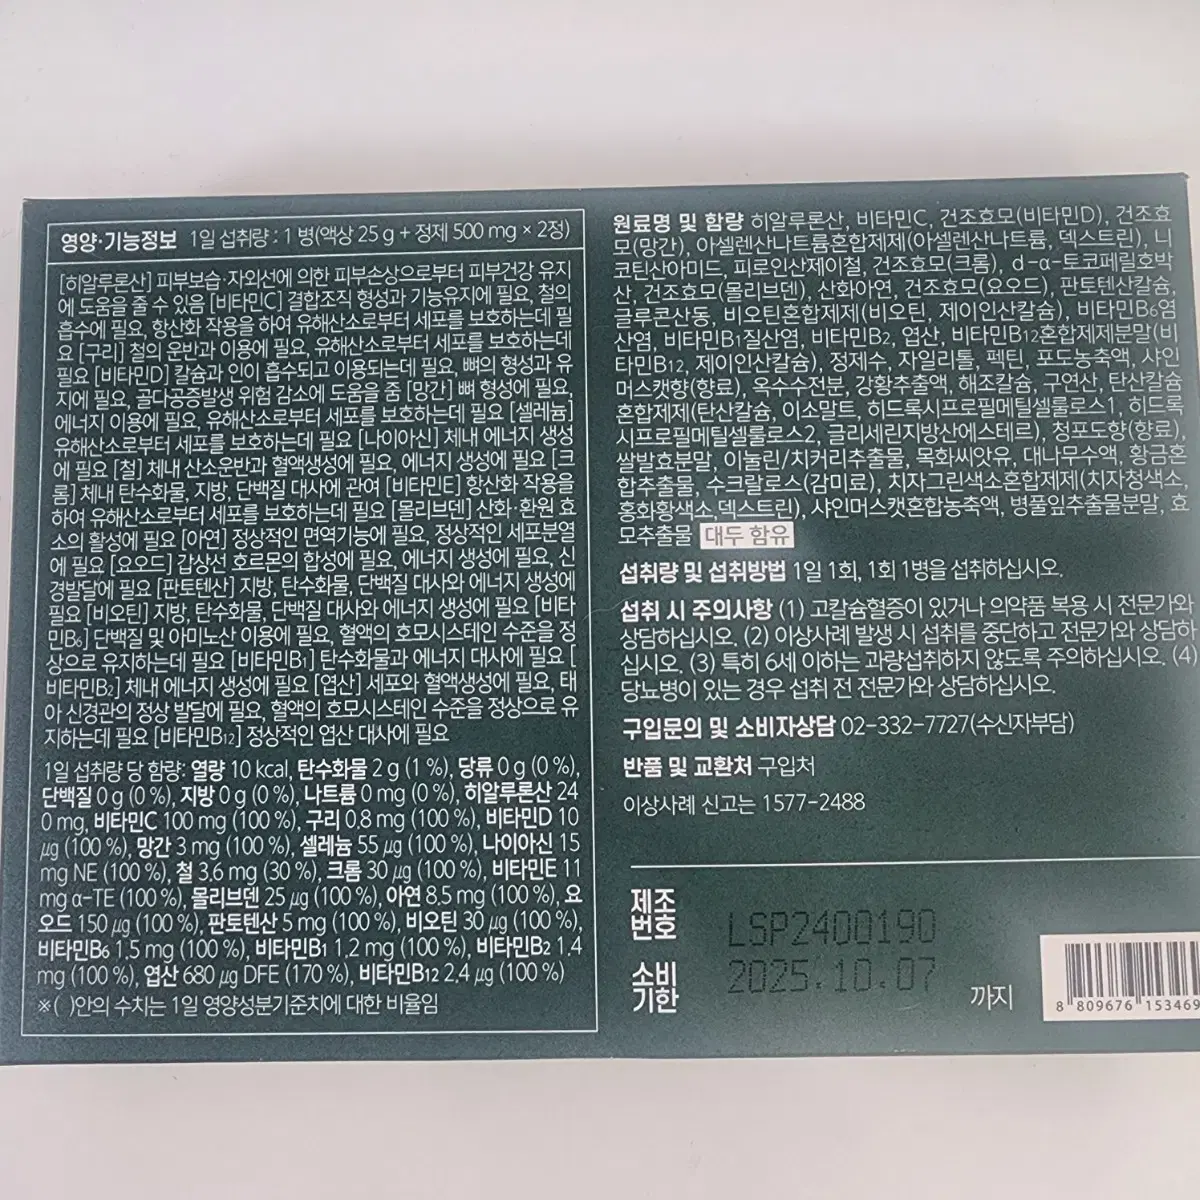 영양·기능정보 1일 섭취량 : 1 병(액상 25 g + 정제 500 mg × 2정)
[히알루론산] 피부보습·자외선에 의한 피부손상으로부터 피부건강 유지
에 도움을 줄 수 있음 [비타민C] 결합조직 형성과 기능유지에 필요, 철의
흡수에 필요, 항산화 작용을 하여 유해산소로부터 세포를 보호하는데 필
요 [구리] 철의 운반과 이용에 필요, 유해산소로부터 세포를 보호하는데
필요 [비타민D] 칼슘과 인이 흡수되고 이용되는데 필요, 뼈의 형성과 유
지에 필요, 골다공증발생 위험 감소에 도움을 줌 [망간] 뼈 형성에 필요,
에너지 이용에 필요, 유해산소로부터 세포를 보호하는데 필요 [셀레늄]
유해산소로부터 세포를 보호하는데 필요 [나이아신] 체내 에너지 생성
에 필요 [철] 체내 산소운반과 혈액생성에 필요, 에너지 생성에 필요 [크
롬] 체내 탄수화물, 지방, 단백질 대사에 관여 [비타민E] 항산화 작용을
하여 유해산소로부터 세포를 보호하는데 필요 [몰리브덴] 산화·환원 효
소의 활성에 필요 [아연] 정상적인 면역기능에 필요, 정상적인 세포분열
에 필요 [요오드] 갑상선 호르몬의 합성에 필요, 에너지 생성에 필요, 신
경발달에 필요 [판토텐산] 지방, 탄수화물, 단백질 대사와 에너지 생성에
필요 [비오틴] 지방, 탄수화물, 단백질 대사와 에너지 생성에 필요 [비타
민B6] 단백질 및 아미노산 이용에 필요, 혈액의 호모시스테인 수준을 정
상으로 유지하는데 필요 [비타민B1] 탄수화물과 에너지 대사에 필요 [
비타민B2] 체내 에너지 생성에 필요 [엽산] 세포와 혈액생성에 필요, 태
아 신경관의 정상 발달에 필요, 혈액의 호모시스테인 수준을 정상으로 유
지하는데 필요 [비타민B12] 정상적인 엽산 대사에 필요
1일 섭취량 당 함량: 열량 10 kcal, 탄수화물 2 g (1 %), 당류 0 g (0 %),
단백질 0 g (0 %), 지방 0 g (0 %), 나트륨 0 mg (0 %), 히알루론산 24
0 mg, 비타민C 100 mg (100 %), 구리 0.8 mg (100 %), 비타민D 10
μg (100 %), 망간 3 mg (100 %), 셀레늄 55 μg (100 %), 나이아신 15
mg NE (100 %), 철 3.6 mg (30 %), 크롬 30 μg (100 %), 비타민E 11
mg α-TE (100 %), 몰리브덴 25 μg (100 %), 아연 8.5 mg (100 %), 요
오드 150 μg (100 %), 판토텐산 5 mg (100 %), 비오틴 30 μg (100 %),
비타민B6 1.5 mg (100 %), 비타민B1 1.2 mg (100 %), 비타민B2 1.4
mg (100 %), 엽산 680 μg DFE (170 %), 비타민B12 2.4 μg (100 %)
※( )안의 수치는 1일 영양성분기준치에 대한 비율임
원료명 및 함량 히알루론산, 비타민C, 건조효모(비타민D), 건조효
모(망간), 아셀렌산나트륨혼합제제(아셀렌산나트륨, 덱스트린), 니
코틴산아미드, 피로인산제이철, 건조효모(크롬), d-α-토코페릴호박
산, 건조효모(몰리브덴), 산화아연, 건조효모(요오드), 판토텐산칼슘,
글루콘산동, 비오틴혼합제제(비오틴, 제이인산칼슘), 비타민B6염
산염, 비타민B1질산염, 비타민B2, 엽산, 비타민B12혼합제제분말(비
타민B12, 제이인산칼슘), 정제수, 자일리톨, 펙틴, 포도농축액, 샤인
머스캣향(향료), 옥수수전분, 강황추출액, 해조칼슘, 구연산, 탄산칼슘
혼합제제(탄산칼슘, 이소말트, 히드록시프로필메틸셀룰로스1, 히드록
시프로필메틸셀룰로스2, 글리세린지방산에스테르), 청포도향(향료),
쌀발효분말, 이눌린/치커리추출물, 목화씨앗유, 대나무수액, 황금혼
합추출물, 수크랄로스(감미료), 치자그린색소혼합제제(치자청색소,
홍화황색소,덱스트린), 샤인머스캣혼합농축액, 병풀잎추출물분말, 효
모추출물 대두 함유
섭취량 및 섭취방법 1일 1회, 1회 1병을 섭취하십시오.
섭취 시 주의사항 (1) 고칼슘혈증이 있거나 의약품 복용 시 전문가와
상담하십시오. (2) 이상사례 발생 시 섭취를 중단하고 전문가와 상담하
십시오. (3) 특히 6세 이하는 과량섭취하지 않도록 주의하십시오. (4)
당뇨병이 있는 경우 섭취 전 전문가와 상담하십시오.
구입문의 및 소비자상담 02-332-7727(수신자부담)
반품 및 교환처 구입처
이상사례 신고는 1577-2488
제조번호 LSP2400190
소비기한 2025.10.07 까지
8 809676 153469